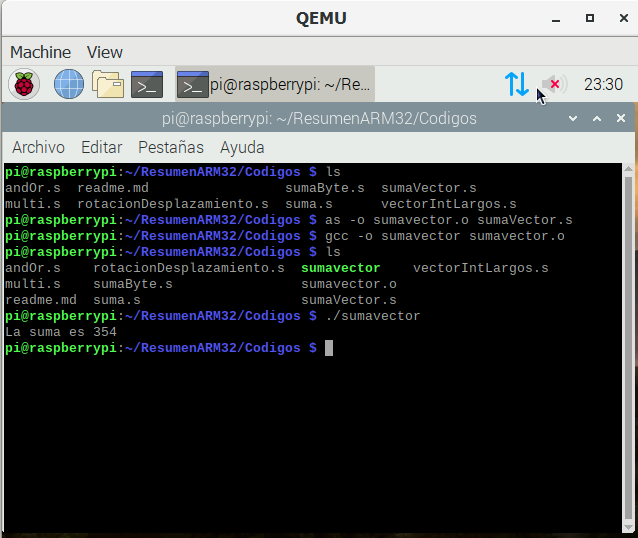 QEMU
Machine View
pi@raspberrypi: ~/Re... 23:30
pi@raspberrypi: ~/ResumenARM32/Codigos
Archivo Editar Pestañas Ayuda
pi@raspberrypi:~/ResumenARM32/Codigos $ ls
andOr.s readme.md sumaByte.s sumaVector.s
multi.s rotacionDesplazamiento.s suma.s vectorIntLargos.s
pi@raspberrypi:~/ResumenARM32/Codigos $ as -o sumavector.o sumaVector.s
pi@raspberrypi:~/ResumenARM32/Codigos $ gcc -o sumavector sumavector.o
pi@raspberrypi:~/ResumenARM32/Codigos $ ls
andOr.s rotacionDesplazamiento.s sumavector vectorIntLargos.s
multi.s sumaByte.s sumavector.o
readme.md suma.s sumaVector.s
pi@raspberrypi:~/ResumenARM32/Codigos $ ./sumavector
La suma es 354
pi@raspberrypi:~/ResumenARM32/Codigos $